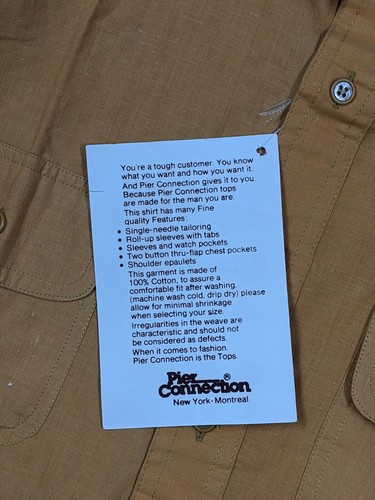 You're a tough customer. You know
what you want and how you want it.
And Pier Connection gives it to you
Because Pier Connection tops
are made for the man you are.
This shirt has many Fine
quality Features:
• Single-needle tailoring
• Roll-up sleeves with tabs
• Sleeves and watch pockets
• Two button thru-flap chest pockets
• Shoulder epaulets
This garment is made of
100% Cotton, to assure a
comfortable fit after washing,
(machine wash cold, drip dry) please
allow for minimal shrinkage
when selecting your size.
Irregularities in the weave are
characteristic and should not
be considered as defects.
When it comes to fashion,
Pier Connection is the Tops.
Pier ®
Connection
New York-Montreal